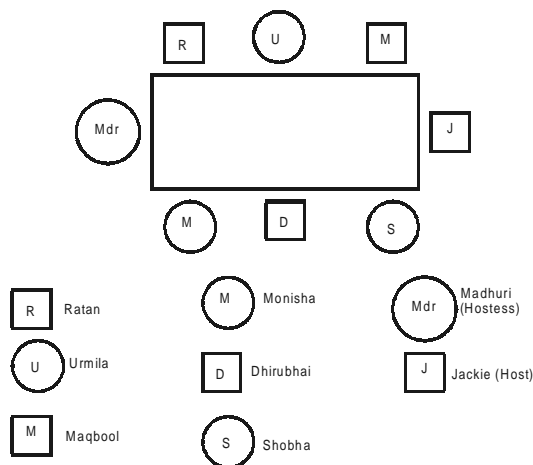 R
U
M
Mdr
J
M
D
S
R Ratan
M Monisha
Mdr Madhuri
(Hostess)
U Urmila
D Dhirubhai
J Jackie (Host)
M Maqbool
S Shobha